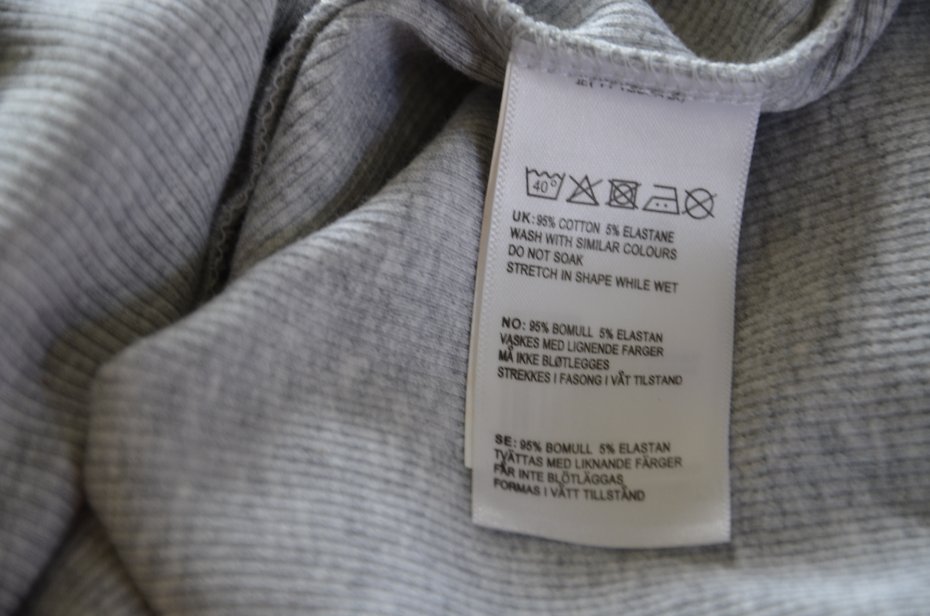 40°
UK: 95% COTTON 5% ELASTANE
WASH WITH SIMILAR COLOURS
DO NOT SOAK
STRETCH IN SHAPE WHILE WET
NO: 95% BOMULL 5% ELASTAN
VASKES MED LIGNENDE FARGER
MÅ IKKE BLØTLEGGES
STREKKES I FASONG I VÅT TILSTAND
SE: 95% BOMULL 5% ELASTAN
TVÄTTAS MED LIKNANDE FÄRGER
FÅR INTE BLÖTLÄGGAS
FORMAS I VÅTT TILLSTÅND